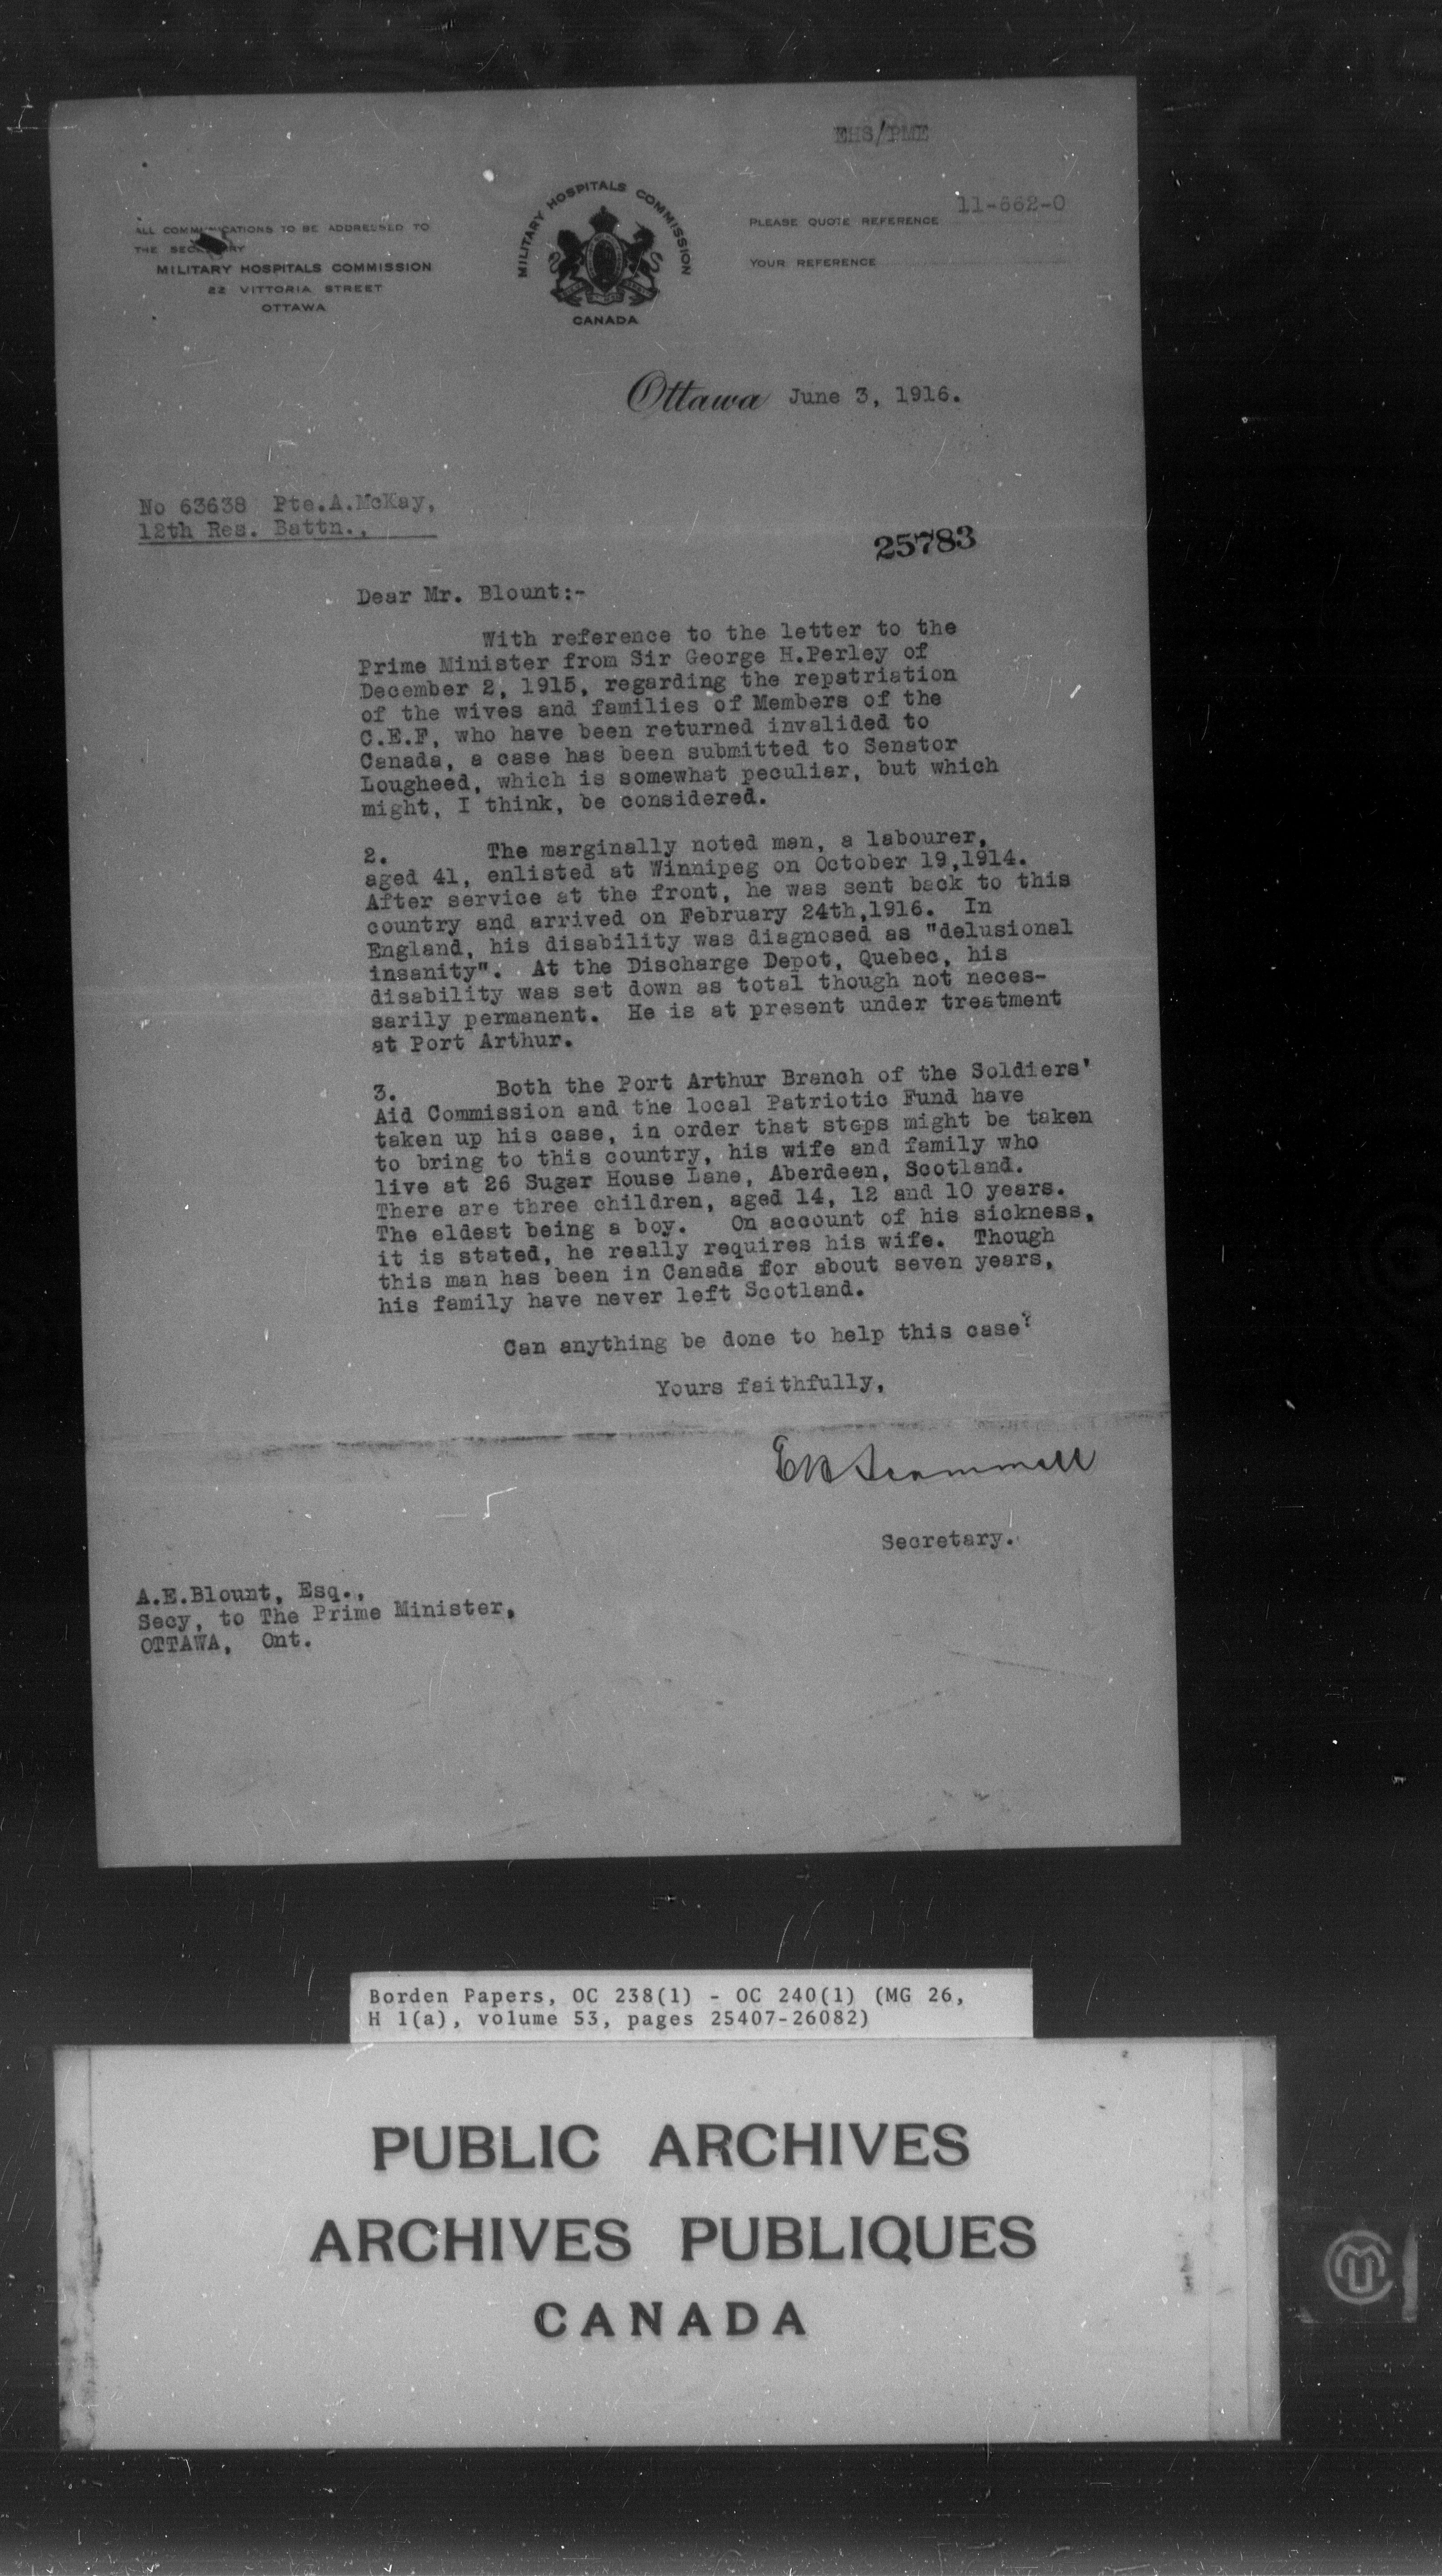 EHS/PME
ALL COMMUNICATIONS TO BE ADDRESSED TO
THE SECRETARY
MILITARY HOSPITALS COMMISSION
22 VITTORIA STREET
OTTAWA
MILITARY HOSPITALS COMMISSION
CANADA
PLEASE QUOTE REFERENCE 11-662-0
YOUR REFERENCE
Ottawa June 3, 1916.
No 63638 Pte.A.McKay,
12th Res. Battn.,
25783
Dear Mr. Blount:-
With reference to the letter to the
Prime Minister from Sir George H.Perley of
December 2, 1915, regarding the repatriation
of the wives and families of Members of the
C.E.F, who have been returned invalided to
Canada, a case has been submitted to Senator
Lougheed, which is somewhat peculiar, but which
might, I think, be considered.
2. The marginally noted man, a labourer,
aged 41, enlisted at Winnipeg on October 19,1914.
After service at the front, he was sent back to this
country and arrived on February 24th,1916. In
England, his disability was diagnosed as "delusional
insanity". At the Discharge Depot, Quebec, his
disability was set down as total though not neces-
sarily permanent. He is at present under treatment
at Port Arthur.
3. Both the Port Arthur Branch of the Soldiers'
Aid Commission and the local Patriotic Fund have
taken up his case, in order that steps might be taken
to bring to this country, his wife and family who
live at 26 Sugar House Lane, Aberdeen, Scotland.
There are three children, aged 14, 12 and 10 years.
The eldest being a boy. On account of his sickness,
it is stated, he really requires his wife. Though
this man has been in Canada for about seven years,
his family have never left Scotland.
Can anything be done to help this case?
Yours faithfully,
EH Scammell
Secretary.
A.E.Blount, Esq.,
Secy, to The Prime Minister,
OTTAWA, Ont.
Borden Papers, OC 238(1) - OC 240(1) (MG 26,
H 1(a), volume 53, pages 25407-26082)
PUBLIC ARCHIVES
ARCHIVES PUBLIQUES
CANADA